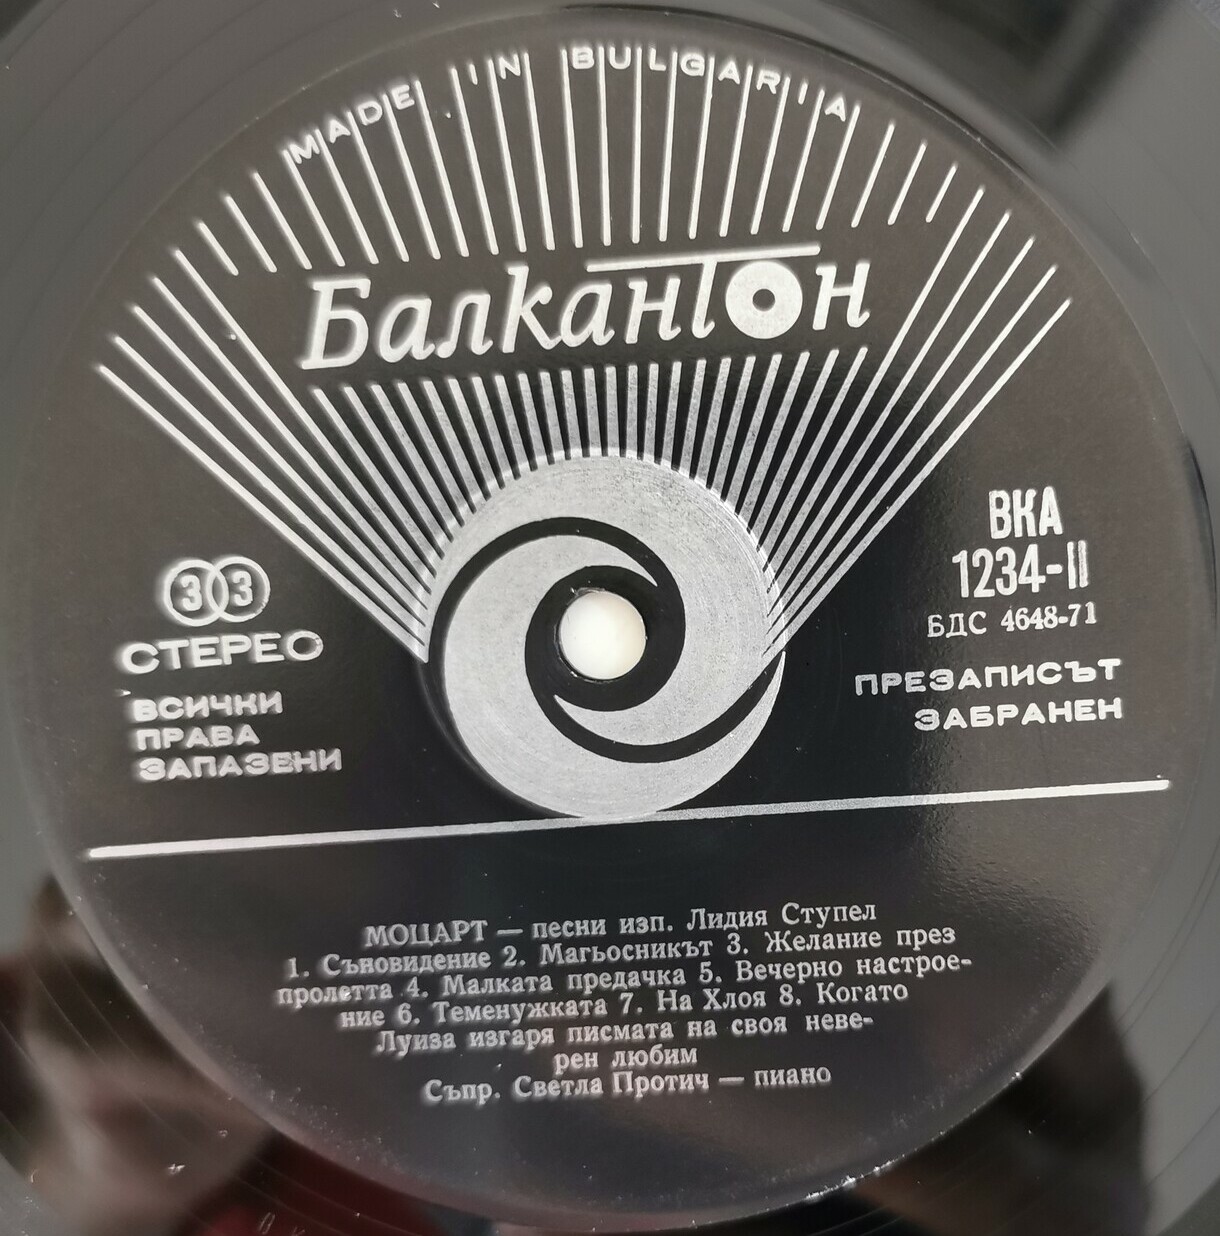 MADE IN BULGARIA
Балкантон
33
СТЕРЕО
ВСИЧКИ
ПРАВА
ЗАПАЗЕНИ
ВКА
1234-II
БДС 4648-71
ПРЕЗАПИСЪТ
ЗАБРАНЕН
МОЦАРТ — песни изп. Лидия Ступел
1. Съновидение 2. Магьосникът 3. Желание през
пролетта 4. Малката предачка 5. Вечерно настрое-
ние 6. Теменужката 7. На Хлоя 8. Когато
Луиза изгаря писмата на своя неве-
рен любим
Съпр. Светла Протич — пиано